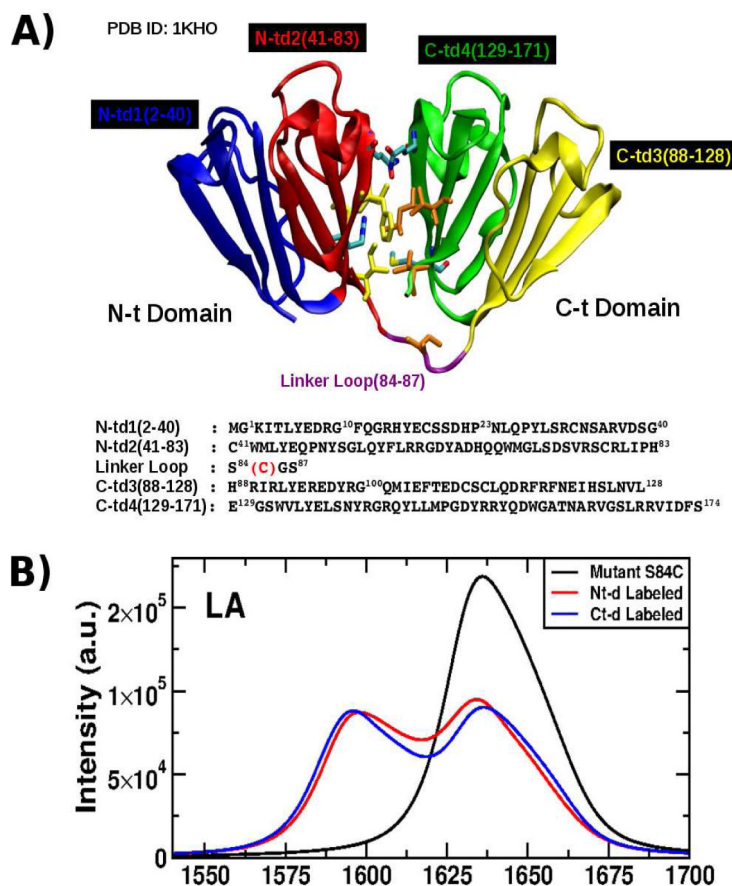 A)
PDB ID: 1KHO
N-td2(41-83)
C-td4(129-171)
N-td1(2-40)
C-td3(88-128)
N-t Domain
C-t Domain
Linker Loop(84-87)
N-td1(2-40) : MG¹KITLYEDRG¹⁰FQGRHYECSSDHP²³NLQPYLSRCNSARVDSG⁴⁰
N-td2(41-83) : C⁴¹WMLYEQPNYSGLQYFLRRGDYADHQQWMGLSDSVRSCRLIPH⁸³
Linker Loop : S⁸⁴(C)GS⁸⁷
C-td3(88-128) : H⁸⁸RIRLYEREDYRG¹⁰⁰QMIEFTEDCSCLQDRFRFNEIHSLNVL¹²⁸
C-td4(129-171) : E¹²⁹GSWVLYELSNYRGRQYLLMPGDYRRYQDWGATNARVGSLRRVIDFS¹⁷⁴
B)
LA
Mutant S84C
Nt-d Labeled
Ct-d Labeled
Intensity (a.u.)
2×10⁵
1×10⁵
5×10⁴
0
1550 1575 1600 1625 1650 1675 1700